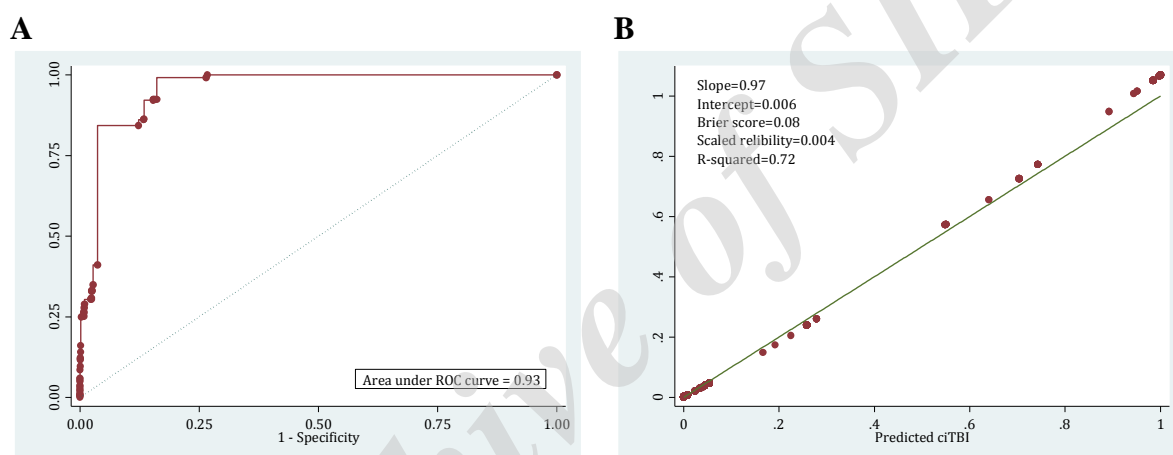 A
1.00
0.75
0.50
0.25
0.00
0.00 0.25 0.50 0.75 1.00
1 - Specificity
Area under ROC curve = 0.93
B
Slope=0.97
Intercept=0.006
Brier score=0.08
Scaled relibility=0.004
R-squared=0.72
1
.8
.6
.4
.2
0
0 .2 .4 .6 .8 1
Predicted ciTBI
hive of SI